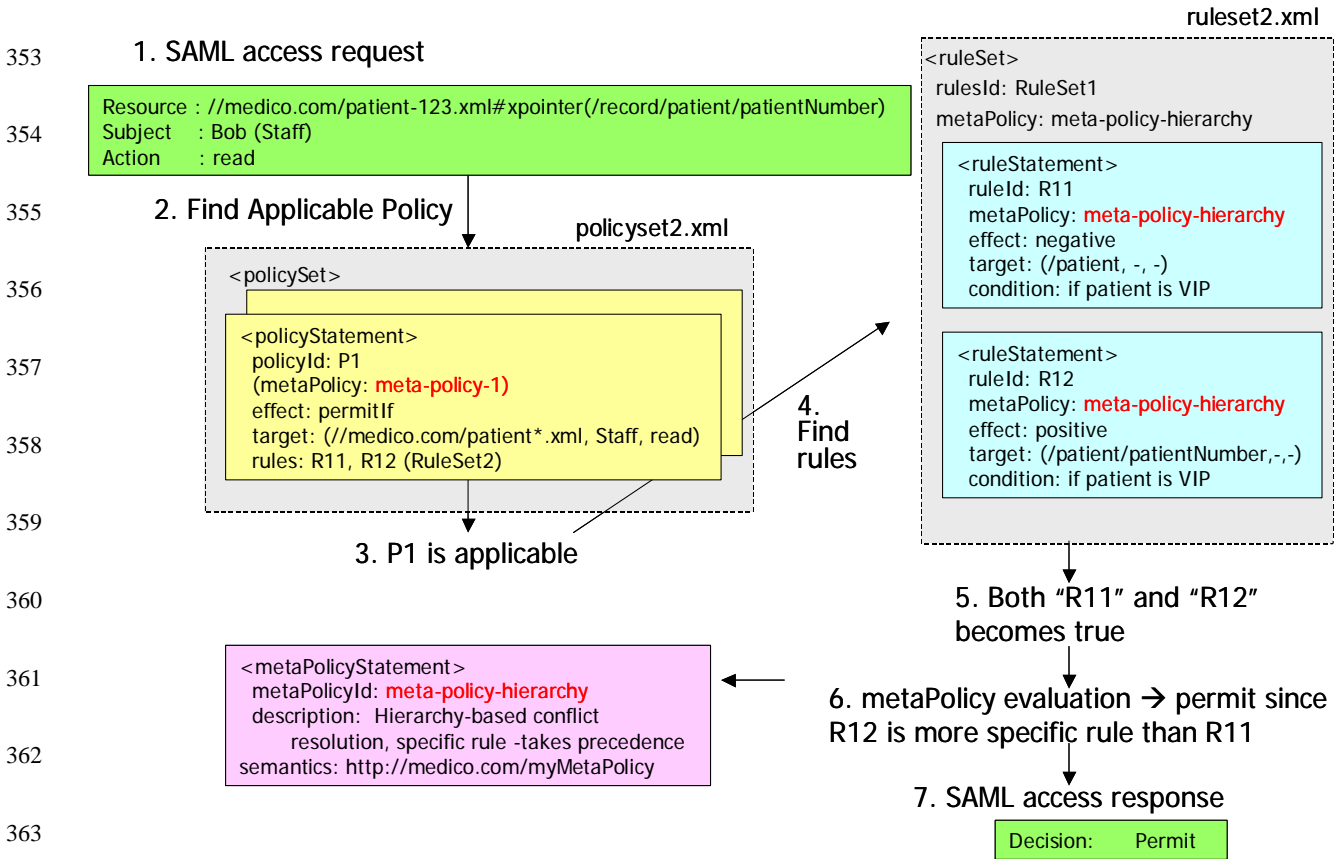 ruleset2.xml
353
1. SAML access request
Resource : //medico.com/patient-123.xml#xpointer(/record/patient/patientNumber)
354
Subject : Bob (Staff)
Action : read
355
2. Find Applicable Policy
policyset2.xml
356
<policySet>
<policyStatement>
357
policyId: P1
(metaPolicy: meta-policy-1)
effect: permitIf
358
target: (//medico.com/patient*.xml, Staff, read)
rules: R11, R12 (RuleSet2)
359
3. P1 is applicable
4.
Find
rules
<ruleSet>
rulesId: RuleSet1
metaPolicy: meta-policy-hierarchy
<ruleStatement>
ruleId: R11
metaPolicy: meta-policy-hierarchy
effect: negative
target: (/patient, -, -)
condition: if patient is VIP
<ruleStatement>
ruleId: R12
metaPolicy: meta-policy-hierarchy
effect: positive
target: (/patient/patientNumber,-,-)
condition: if patient is VIP
360
5. Both “R11” and “R12”
becomes true
361
6. metaPolicy evaluation → permit since
R12 is more specific rule than R11
<metaPolicyStatement>
metaPolicyId: meta-policy-hierarchy
description: Hierarchy-based conflict
resolution, specific rule -takes precedence
362
semantics: http://medico.com/myMetaPolicy
7. SAML access response
363
Decision: Permit